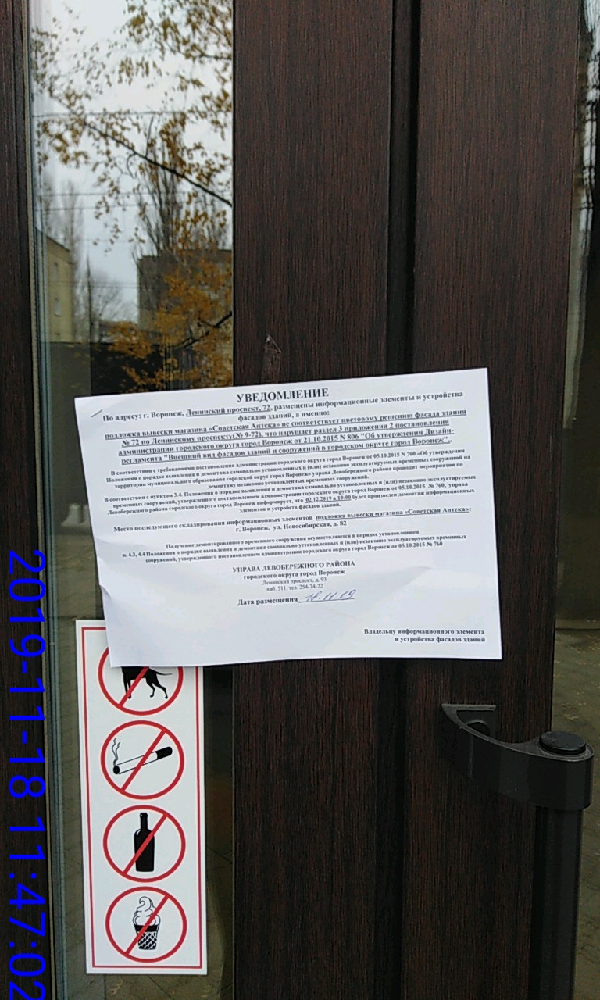 УВЕДОМЛЕНИЕ
По адресу: г. Воронеж, Ленинский проспект, 72, размещены информационные элементы и устройства
фасадов зданий, а именно:
подложка вывески магазина «Советская Аптека» не соответствует цветовому решению фасада здания
№ 72 по Ленинскому проспекту(№ 9-72), что нарушает раздел 3 приложения 2 постановления
администрации городского округа город Воронеж от 21.10.2015 N 806 "Об утверждении Дизайн-
регламента "Внешний вид фасадов зданий и сооружений в городском округе город Воронеж".
В соответствии с требованиями постановления администрации городского округа город Воронеж от 05.10.2015 N 760 «Об утверждении
Положения о порядке выявления и демонтажа самовольно установленных и (или) незаконно эксплуатируемых временных сооружений на
территории муниципального образования городской округ город Воронеж» управа Левобережного района проводит мероприятия по
демонтажу незаконно установленных временных сооружений.
В соответствии с пунктом 3.4. Положения о порядке выявления и демонтажа самовольно установленных и (или) незаконно эксплуатируемых
временных сооружений, утвержденного постановлением администрации городского округа город Воронеж от 05.10.2015 № 760, управа
Левобережного района городского округа город Воронеж информирует, что 02.12.2019 в 10:00 будет произведен демонтаж информационных
элементов и устройств фасадов зданий.
Место последующего складирования информационных элементов подложка вывески магазина «Советская Аптека»:
г. Воронеж, ул. Новосибирская, д. 82
Получение демонтированного временного сооружения осуществляется в порядке установленном
п. 4.3, 4.4 Положения о порядке выявления и демонтажа самовольно установленных и (или) незаконно эксплуатируемых временных
сооружений, утвержденного постановлением администрации городского округа город Воронеж от 05.10.2015 № 760
УПРАВА ЛЕВОБЕРЕЖНОГО РАЙОНА
городского округа город Воронеж
Ленинский проспект, д. 93
каб. 511, тел. 254-74-72
Дата размещения 18.11.19
Владельцу информационного элемента
и устройства фасадов зданий
2019-11-18 11:47:02